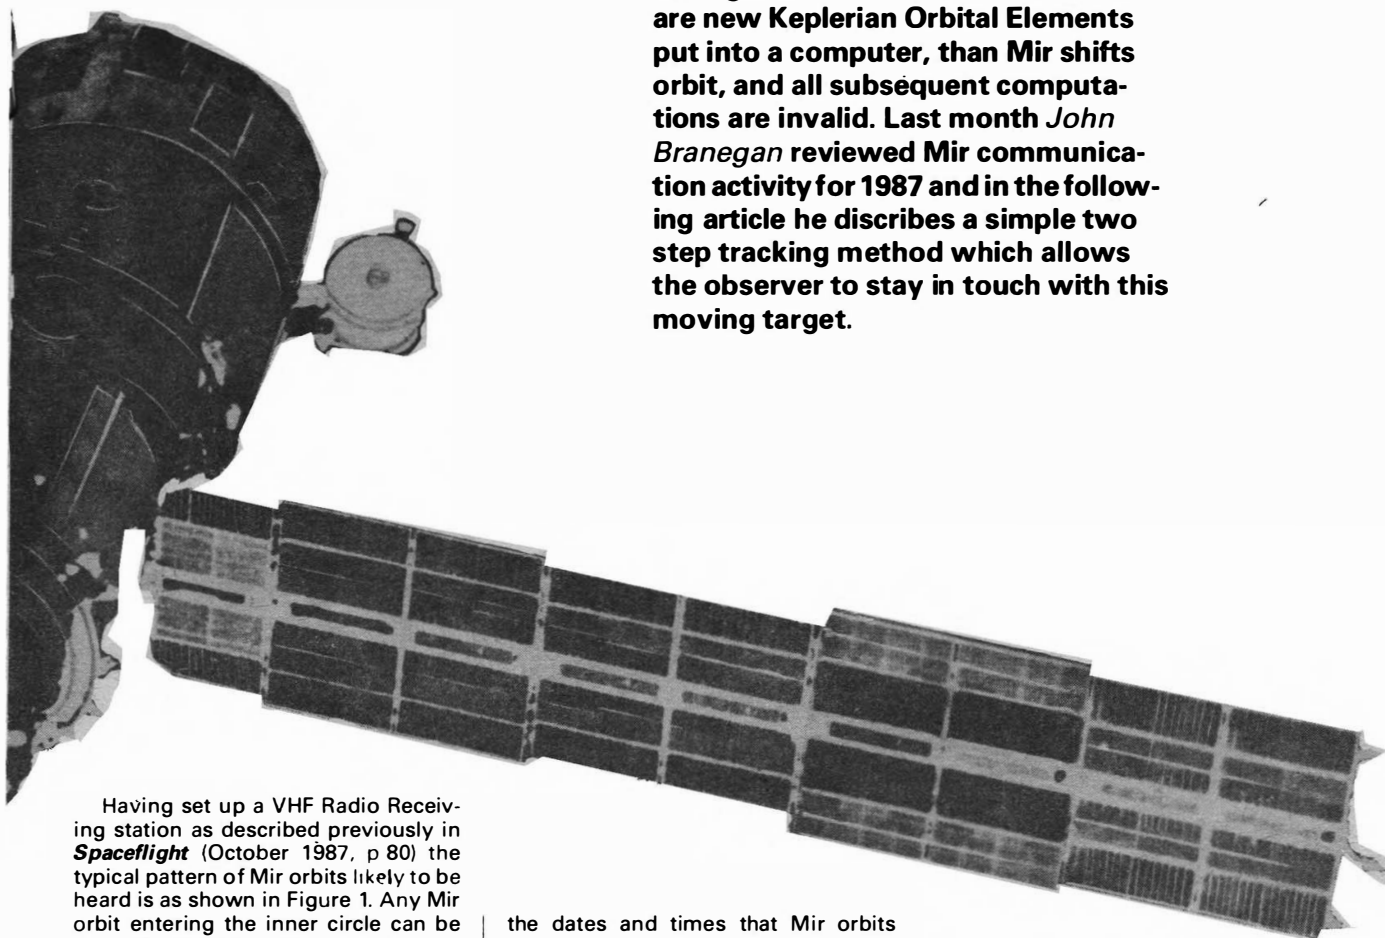 are new Keplerian Orbital Elements
put into a computer, than Mir shifts
orbit, and all subsequent computa-
tions are invalid. Last month John
Branegan reviewed Mir communica-
tion activity for 1987 and in the follow-
ing article he discribes a simple two
step tracking method which allows
the observer to stay in touch with this
moving target.
Having set up a VHF Radio Receiv-
ing station as described previously in
Spaceflight (October 1987, p 80) the
typical pattern of Mir orbits likely to be
heard is as shown in Figure 1. Any Mir
orbit entering the inner circle can be
the dates and times that Mir orbits